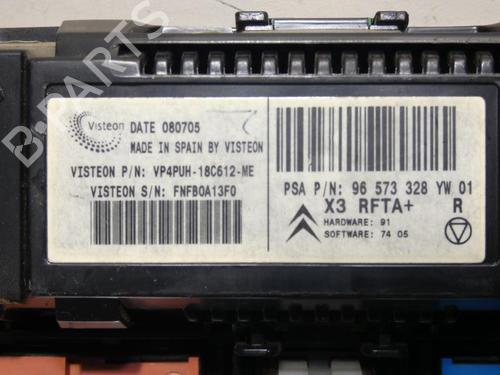 B-PARTS
Visteon
DATE 080705
MADE IN SPAIN BY VISTEON
VISTEON P/N: VP4PUH-18C612-ME
VISTEON S/N: FNFB0A13F0
PSA P/N: 96 573 328 YW 01
X3 RFTA+ R
HARDWARE: 91
SOFTWARE: 74 05